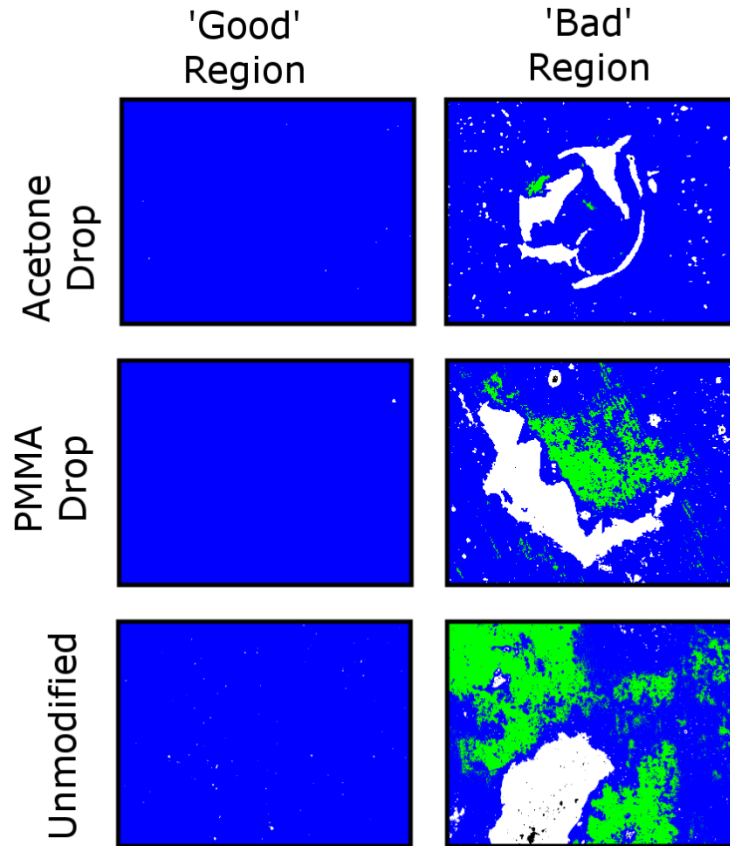 'Good'
Region
'Bad'
Region
Acetone
Drop
PMMA
Drop
Unmodified